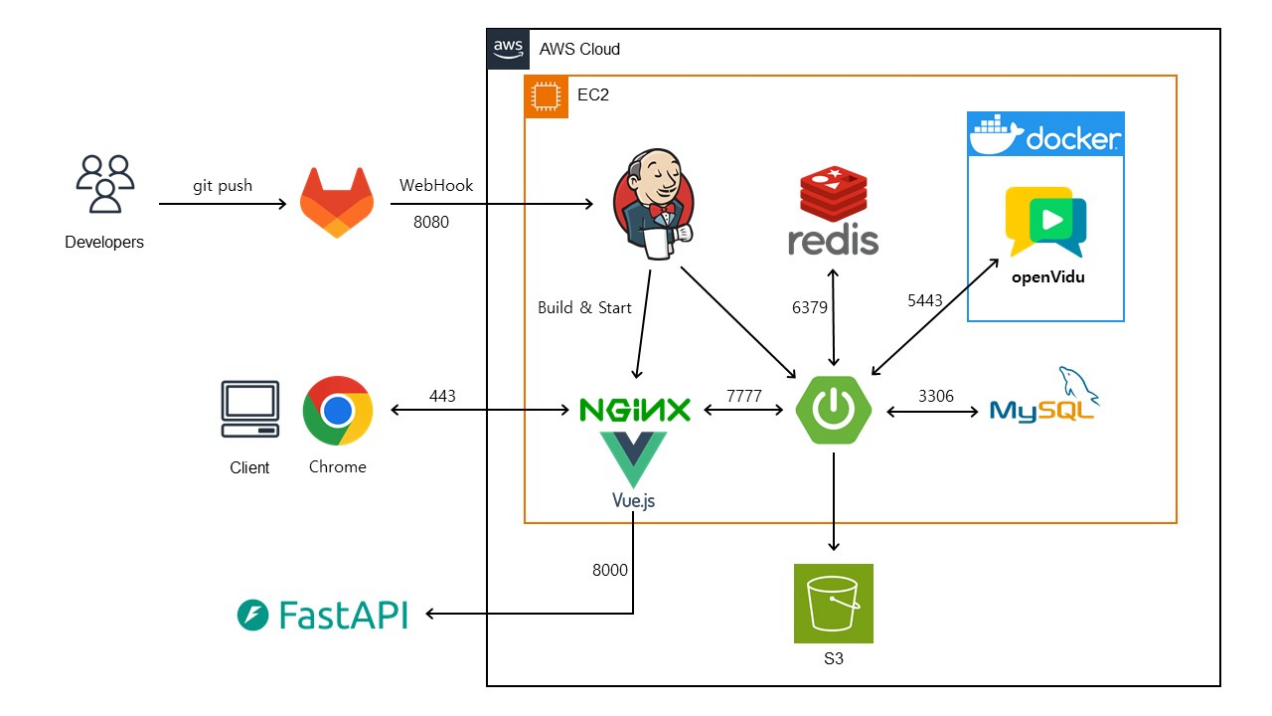 aws
AWS Cloud
EC2
docker
git push
WebHook
8080
Developers
redis
openVidu
Build & Start
6379
5443
443
NGiNX
7777
3306
MySQL
Client
Chrome
Vue.js
8000
FastAPI
S3